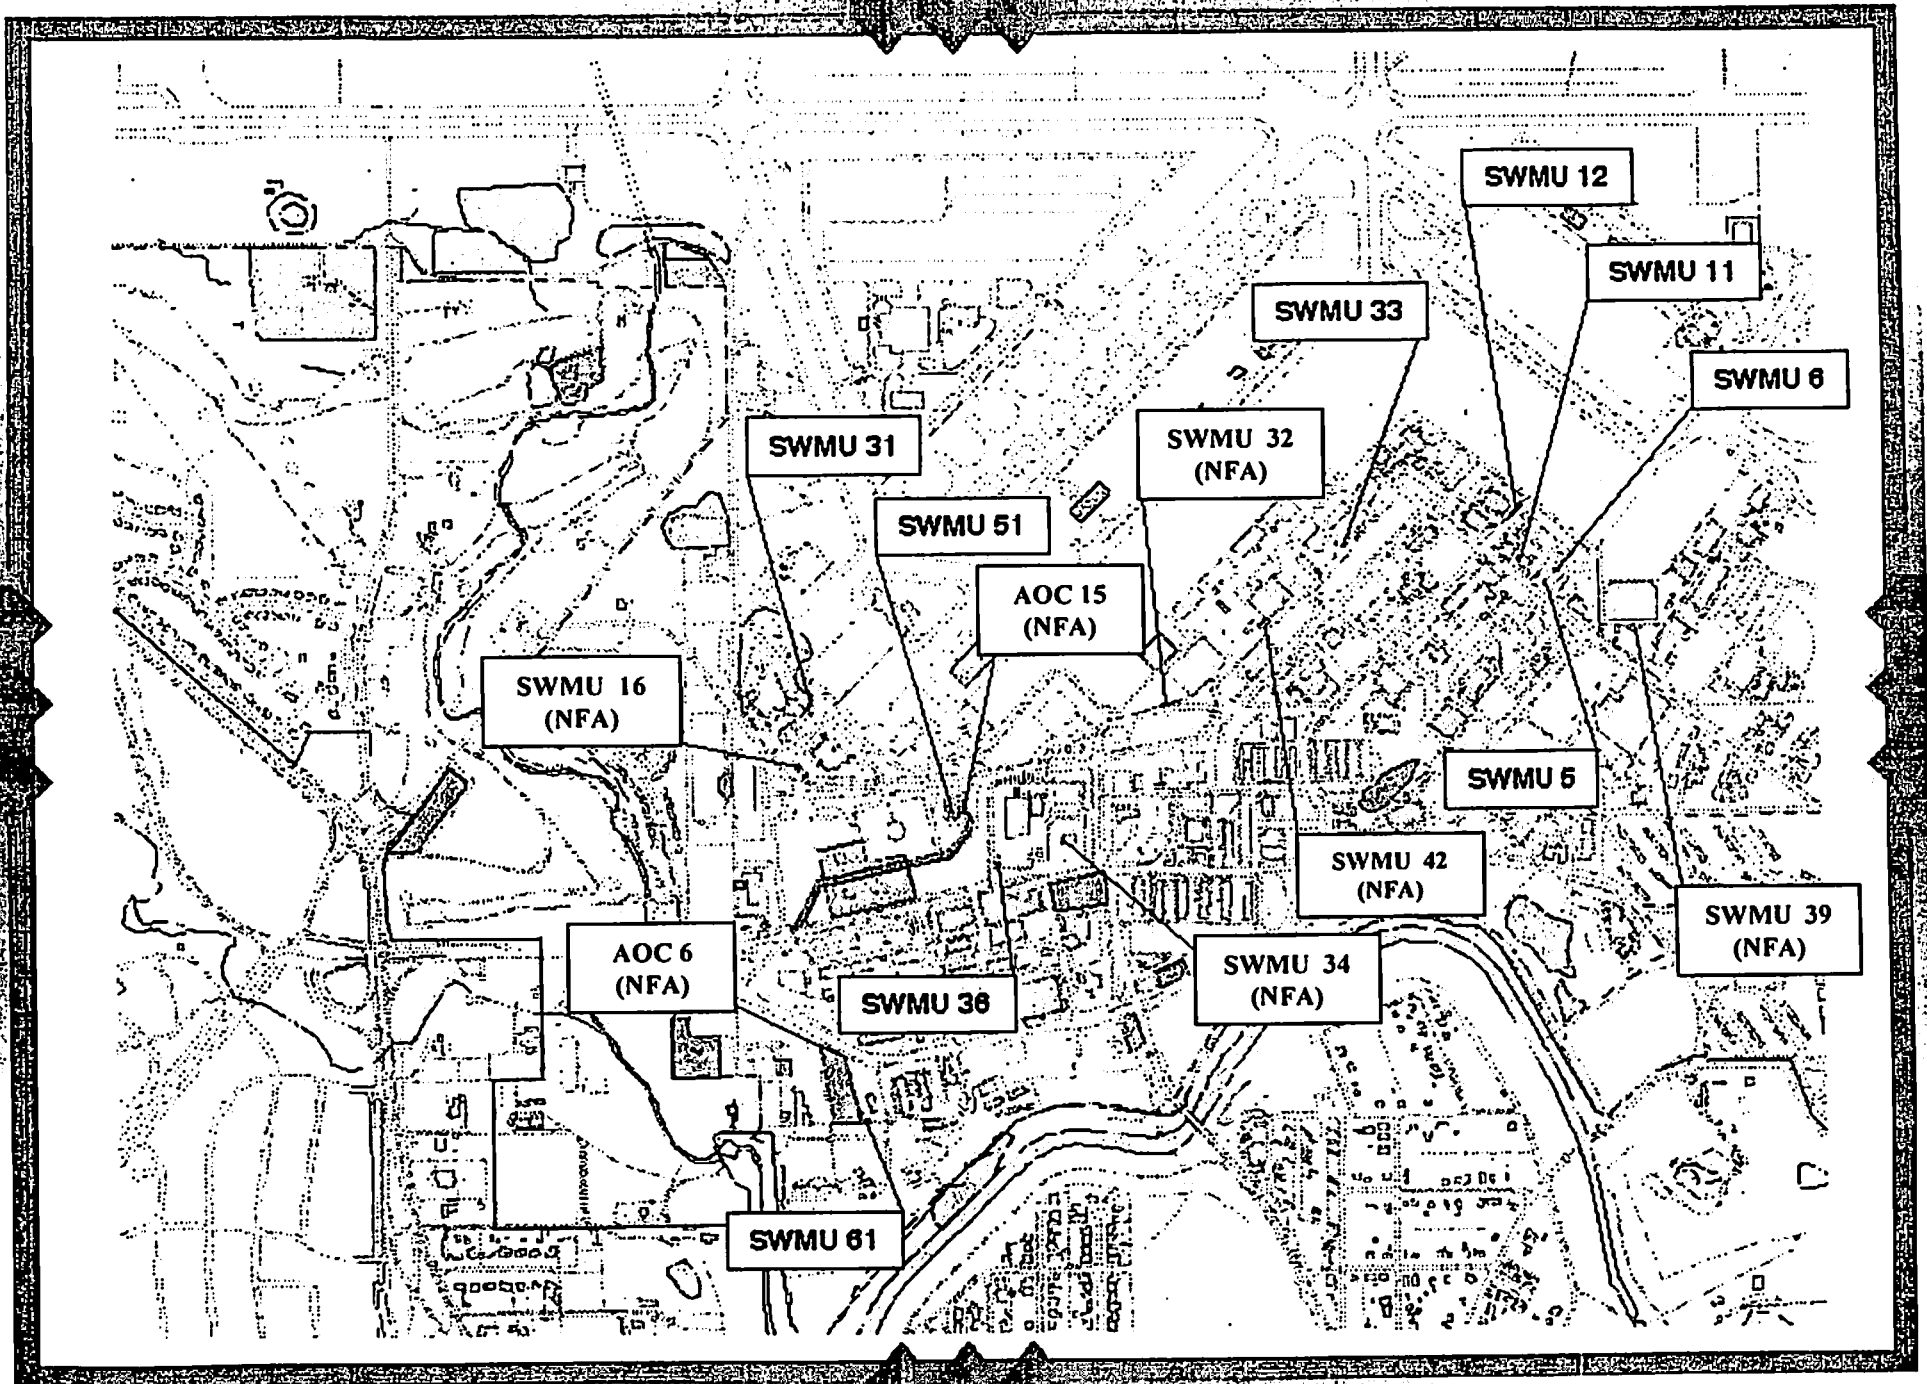 SWMU 12
SWMU 11
SWMU 33
SWMU 6
SWMU 31
SWMU 32
(NFA)
SWMU 51
AOC 15
(NFA)
SWMU 16
(NFA)
SWMU 5
SWMU 42
(NFA)
SWMU 39
(NFA)
AOC 6
(NFA)
SWMU 36
SWMU 34
(NFA)
SWMU 61